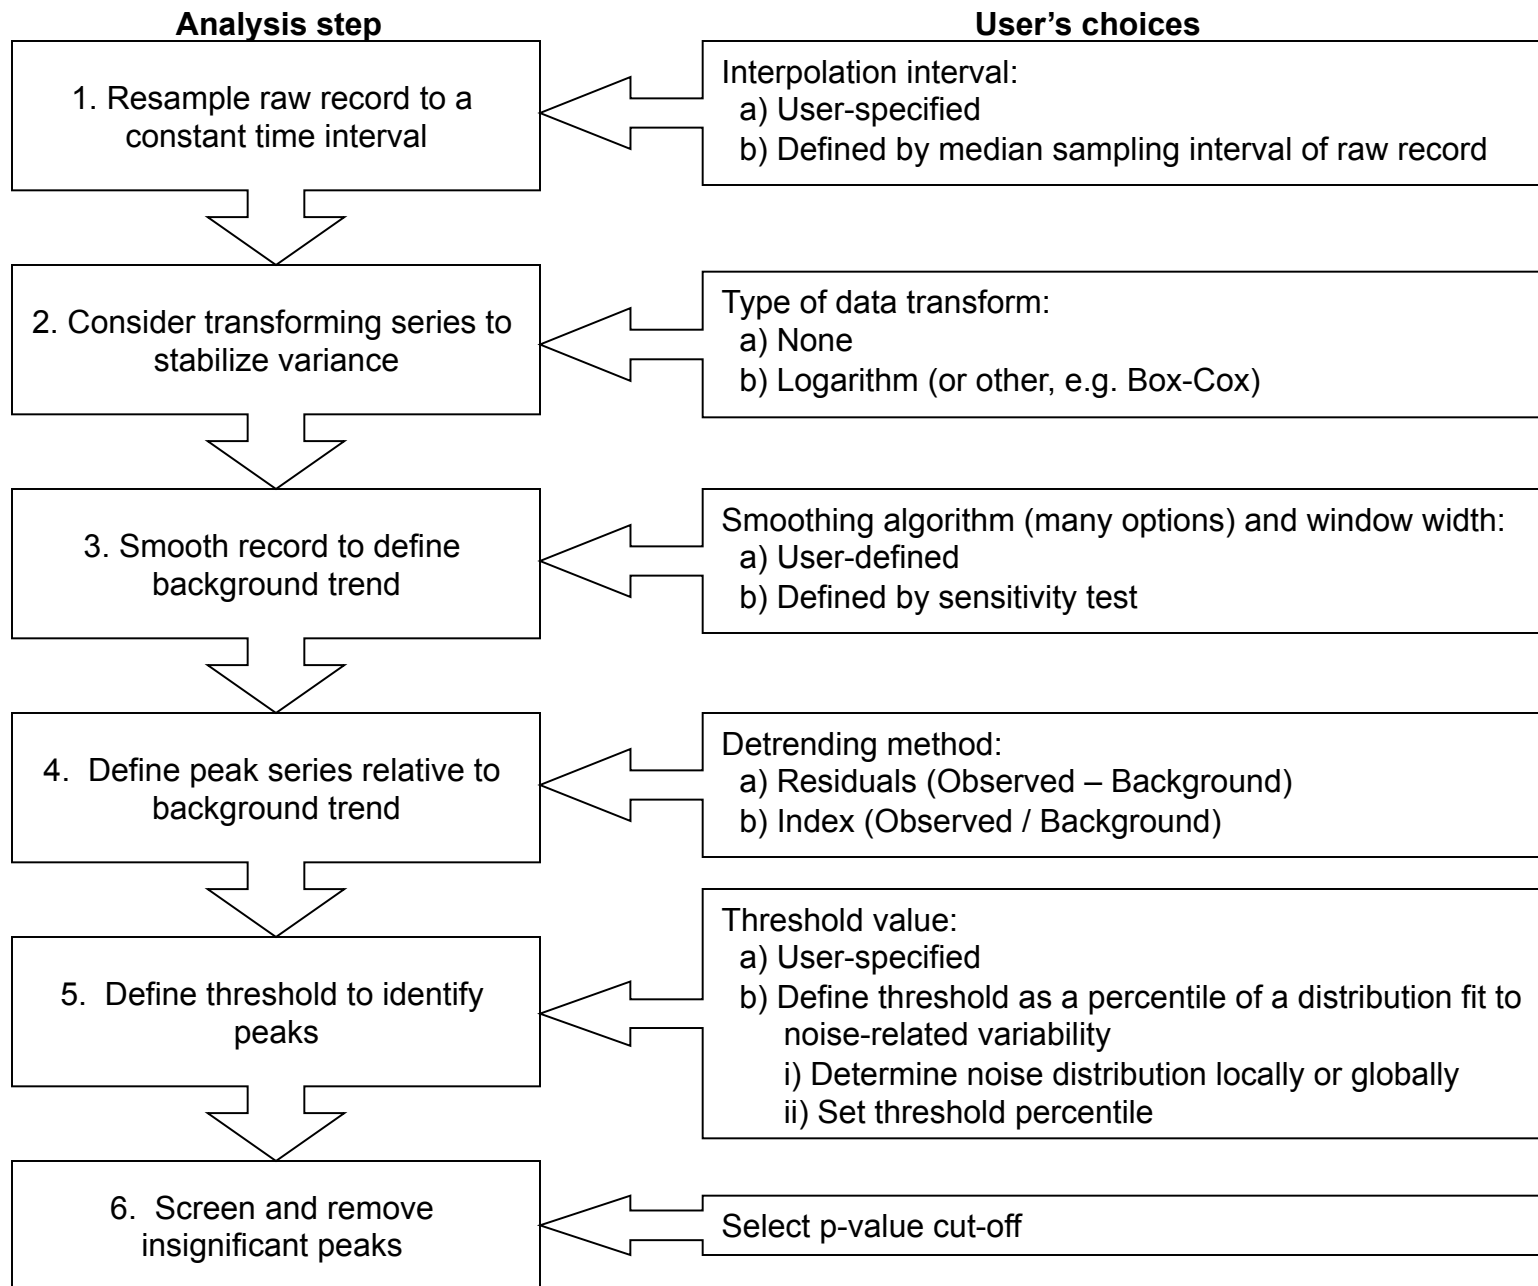 Analysis step
User’s choices
1. Resample raw record to a
constant time interval
Interpolation interval:
a) User-specified
b) Defined by median sampling interval of raw record
2. Consider transforming series to
stabilize variance
Type of data transform:
a) None
b) Logarithm (or other, e.g. Box-Cox)
3. Smooth record to define
background trend
Smoothing algorithm (many options) and window width:
a) User-defined
b) Defined by sensitivity test
4.  Define peak series relative to
background trend
Detrending method:
a) Residuals (Observed – Background)
b) Index (Observed / Background)
5.  Define threshold to identify
peaks
Threshold value:
a) User-specified
b) Define threshold as a percentile of a distribution fit to
noise-related variability
i) Determine noise distribution locally or globally
ii) Set threshold percentile
6.  Screen and remove
insignificant peaks
Select p-value cut-off